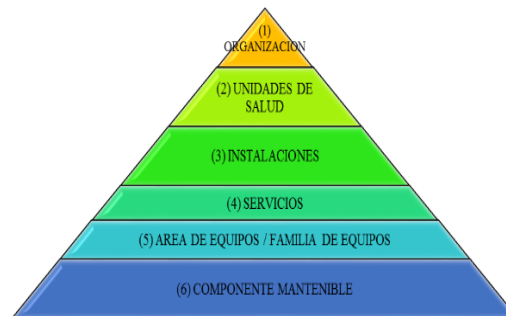 (1)
ORGANIZACION
(2) UNIDADES DE
SALUD
(3) INSTALACIONES
(4) SERVICIOS
(5) AREA DE EQUIPOS / FAMILIA DE EQUIPOS
(6) COMPONENTE MANTENIBLE